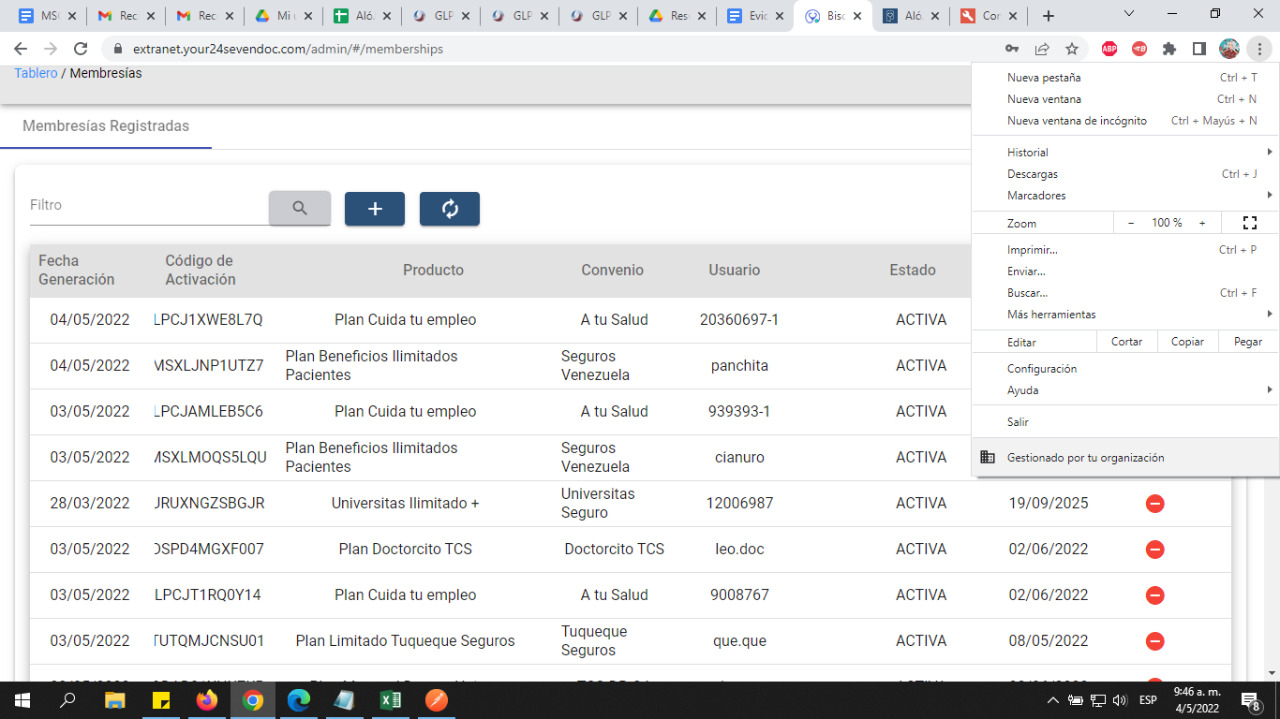 MSC
Rec
Rec
Mi u
Aló.
GLP
GLP
GLP
Res
Evic
Bisc
Aló
Cor
extranet.your24sevendoc.com/admin/#/memberships
ABP
Tablero / Membresías
Membresías Registradas
Filtro
Fecha Generación Código de Activación Producto Convenio Usuario Estado
04/05/2022 LPCJ1XWE8L7Q Plan Cuida tu empleo A tu Salud 20360697-1 ACTIVA
04/05/2022 MSXLJNP1UTZ7 Plan Beneficios Ilimitados Pacientes Seguros Venezuela panchita ACTIVA
03/05/2022 LPCJAMLEB5C6 Plan Cuida tu empleo A tu Salud 939393-1 ACTIVA
03/05/2022 MSXLMOQS5LQU Plan Beneficios Ilimitados Pacientes Seguros Venezuela cianuro ACTIVA
28/03/2022 JRUXNGZSBGJR Universitas Ilimitado + Universitas Seguro 12006987 ACTIVA 19/09/2025
03/05/2022 DSPD4MGXF007 Plan Doctorcito TCS Doctorcito TCS leo.doc ACTIVA 02/06/2022
03/05/2022 LPCJT1RQ0Y14 Plan Cuida tu empleo A tu Salud 9008767 ACTIVA 02/06/2022
03/05/2022 TUTQMJCNSU01 Plan Limitado Tuqueque Seguros Tuqueque Seguros que.que ACTIVA 08/05/2022
Nueva pestaña Ctrl + T
Nueva ventana Ctrl + N
Nueva ventana de incógnito Ctrl + Mayús + N
Historial
Descargas Ctrl + J
Marcadores
Zoom − 100 % +
Imprimir... Ctrl + P
Enviar...
Buscar... Ctrl + F
Más herramientas
Editar Cortar Copiar Pegar
Configuración
Ayuda
Salir
Gestionado por tu organización
ESP
9:46 a. m.
4/5/2022
8